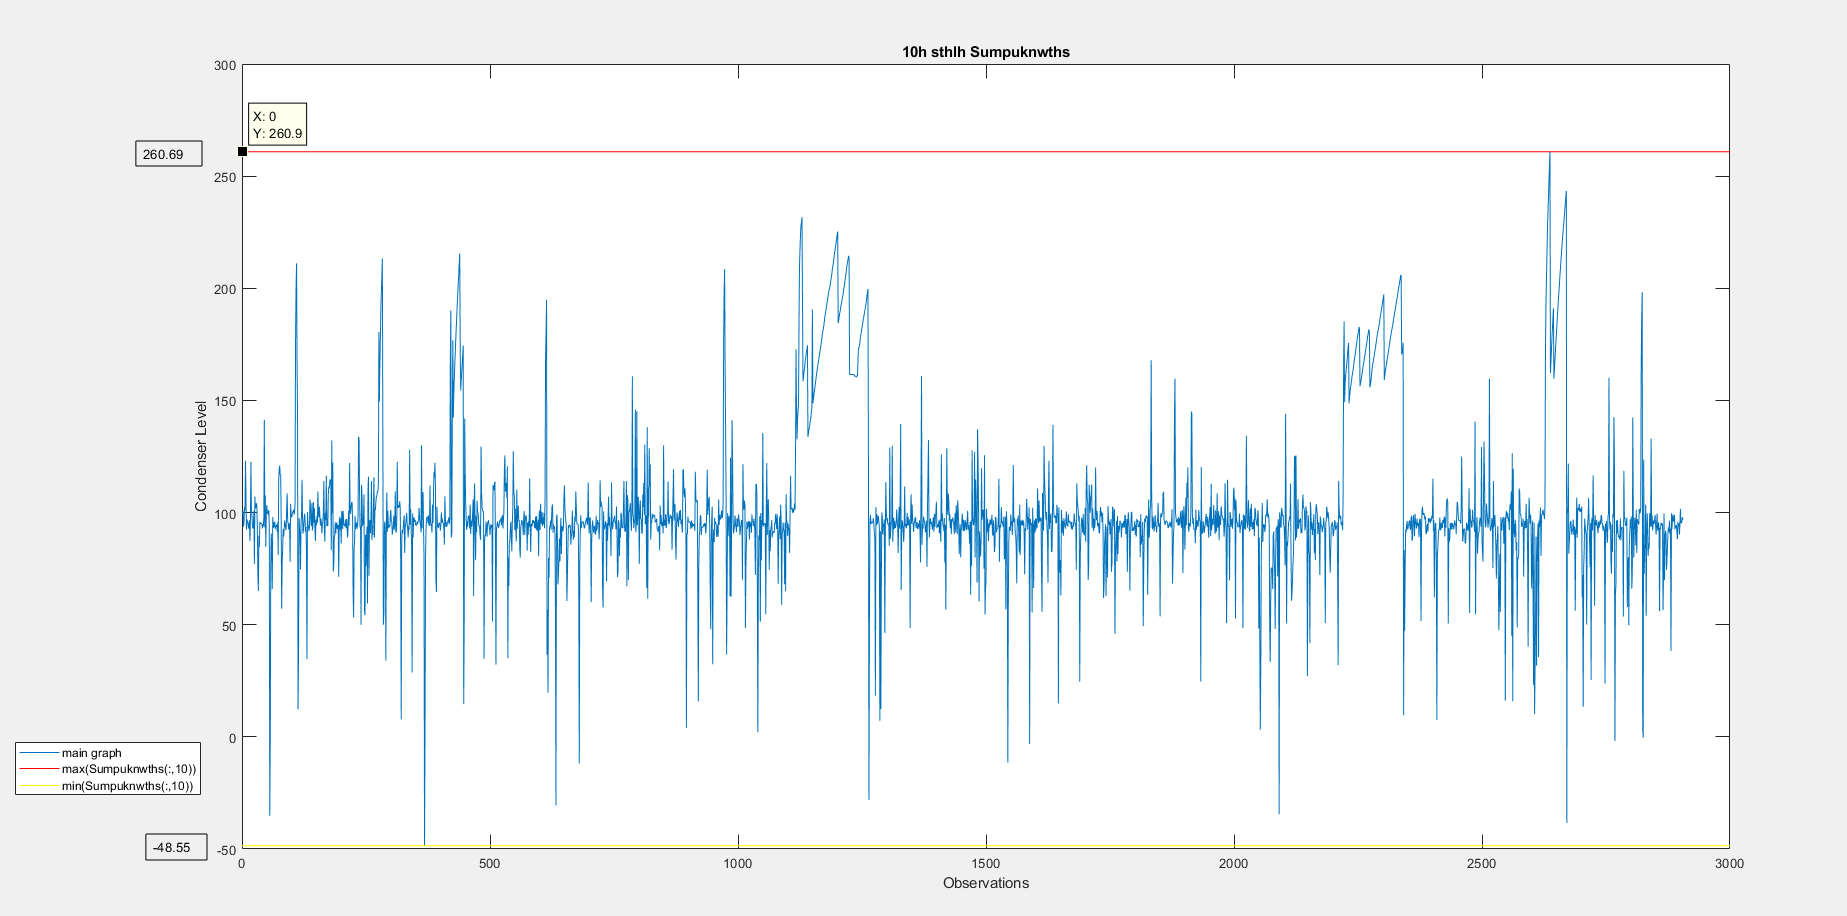 10h sthlh Sumpuknwths
300
X: 0
Y: 260.9
260.69
250
200
150
Condenser Level
100
50
0
main graph
max(Sumpuknwths(:,10))
min(Sumpuknwths(:,10))
-48.55
-50
0 500 1000 1500 2000 2500 3000
Observations